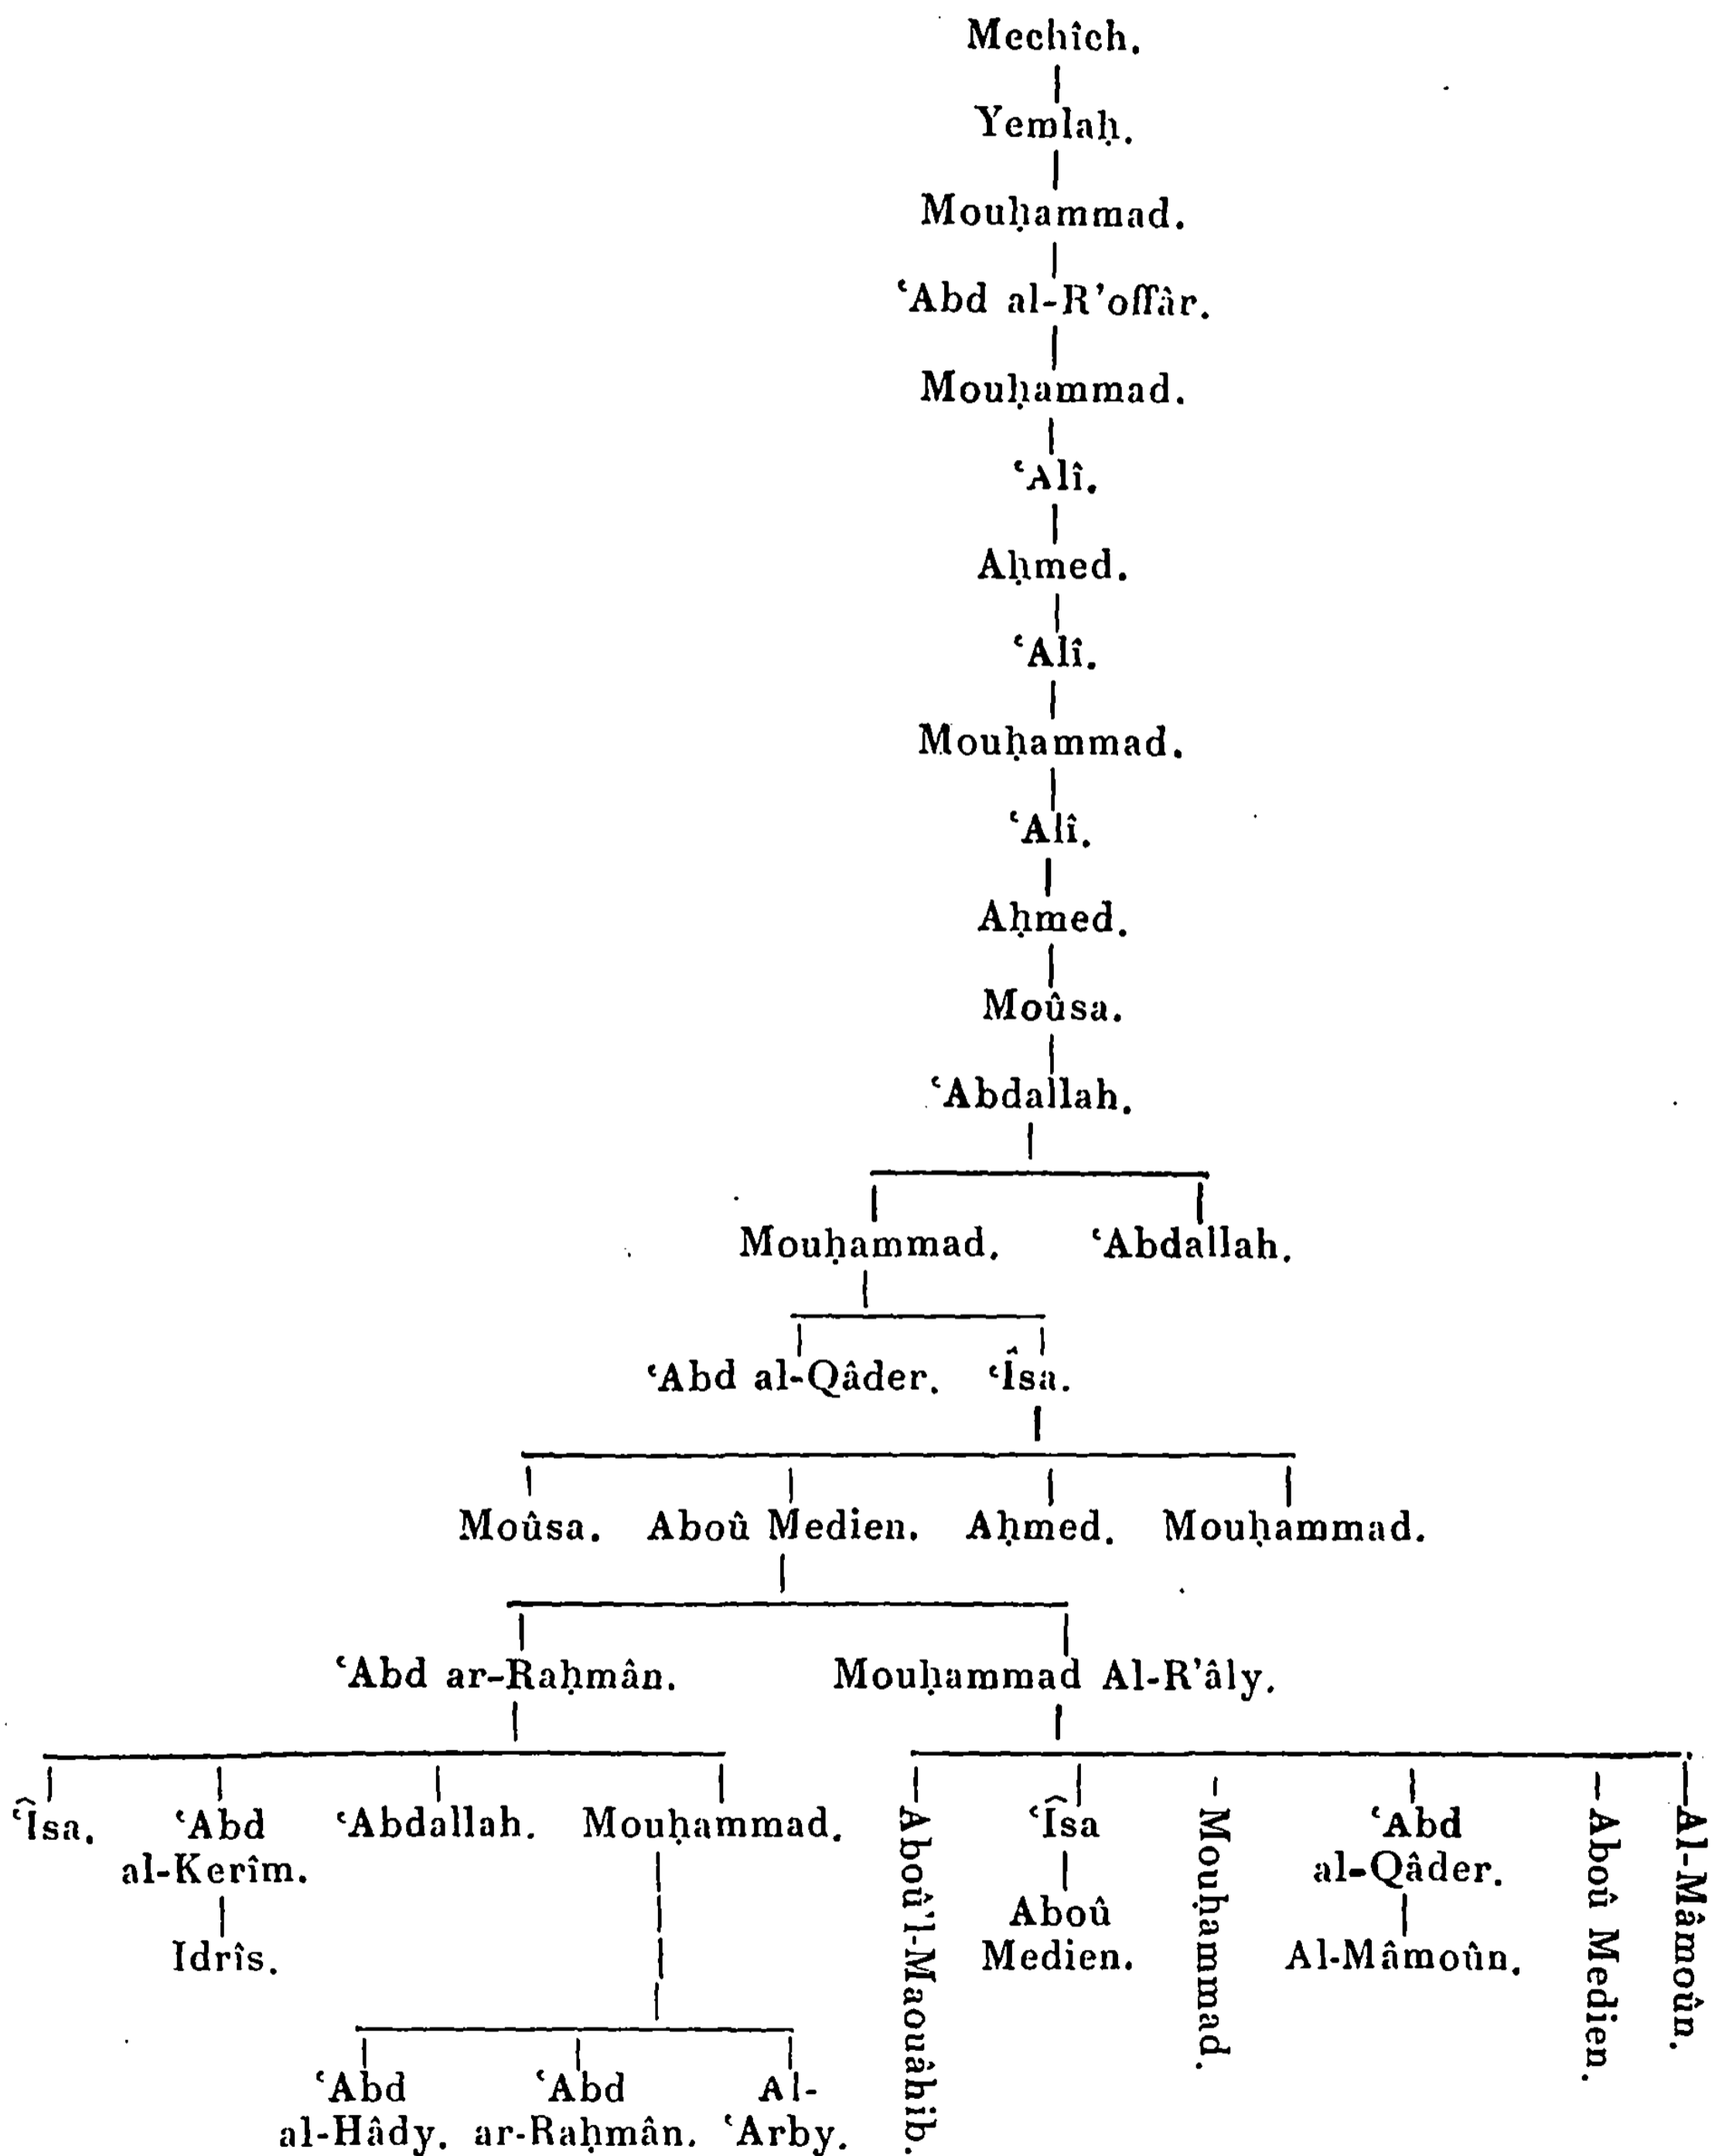 Mechîch.
Yemlaḥ.
Mouḥammad.
ʿAbd al-R’offâr.
Mouḥammad.
ʿAlî.
Aḥmed.
ʿAlî.
Mouḥammad.
ʿAlî.
Aḥmed.
Moûsa.
ʿAbdallah.
Mouḥammad. ʿAbdallah.
ʿAbd al-Qâder. ʿÎsa.
Moûsa. Aboû Medien. Aḥmed. Mouḥammad.
ʿAbd ar-Raḥmân. Mouḥammad Al-R’âly.
ʿÎsa. ʿAbd al-Kerîm. ʿAbdallah. Mouḥammad. Aboû'l-Maouâhib. ʿÎsa Mouḥammad. ʿAbd al-Qâder. Aboû Medien. Al-Mâmoûn.
Idrîs. Aboû Medien. Al-Mâmoûn.
ʿAbd al-Hâdy. ʿAbd ar-Raḥmân. Al-ʿArby.